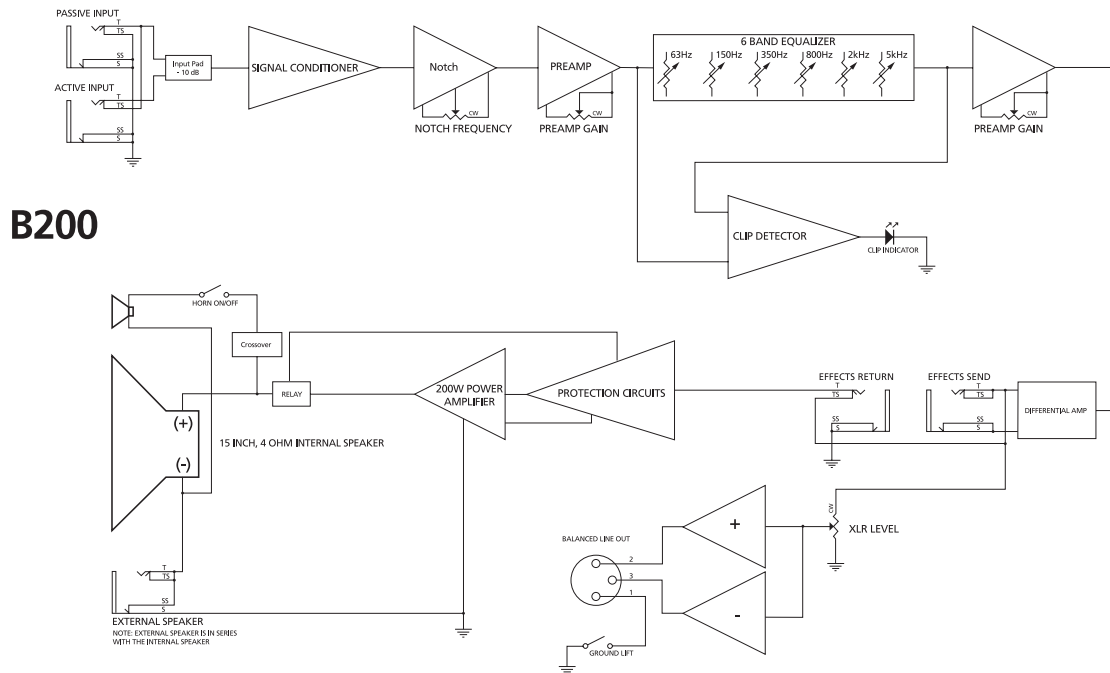 PASSIVE INPUT
T
TS
SS
S
ACTIVE INPUT
T
TS
SS
S
Input Pad
- 10 dB
SIGNAL CONDITIONER
Notch
CW
NOTCH FREQUENCY
PREAMP
CW
PREAMP GAIN
6 BAND EQUALIZER
63Hz
150Hz
350Hz
800Hz
2kHz
5kHz
CW
PREAMP GAIN
CLIP DETECTOR
CLIP INDICATOR
B200
HORN ON/OFF
Crossover
RELAY
200W POWER
AMPLIFIER
PROTECTION CIRCUITS
EFFECTS RETURN
T
TS
SS
S
EFFECTS SEND
T
TS
SS
S
DIFFERENTIAL AMP
(+)
(-)
15 INCH, 4 OHM INTERNAL SPEAKER
CW
XLR LEVEL
+
-
BALANCED LINE OUT
2
3
1
GROUND LIFT
T
TS
SS
S
EXTERNAL SPEAKER
NOTE: EXTERNAL SPEAKER IS IN SERIES
WITH THE INTERNAL SPEAKER